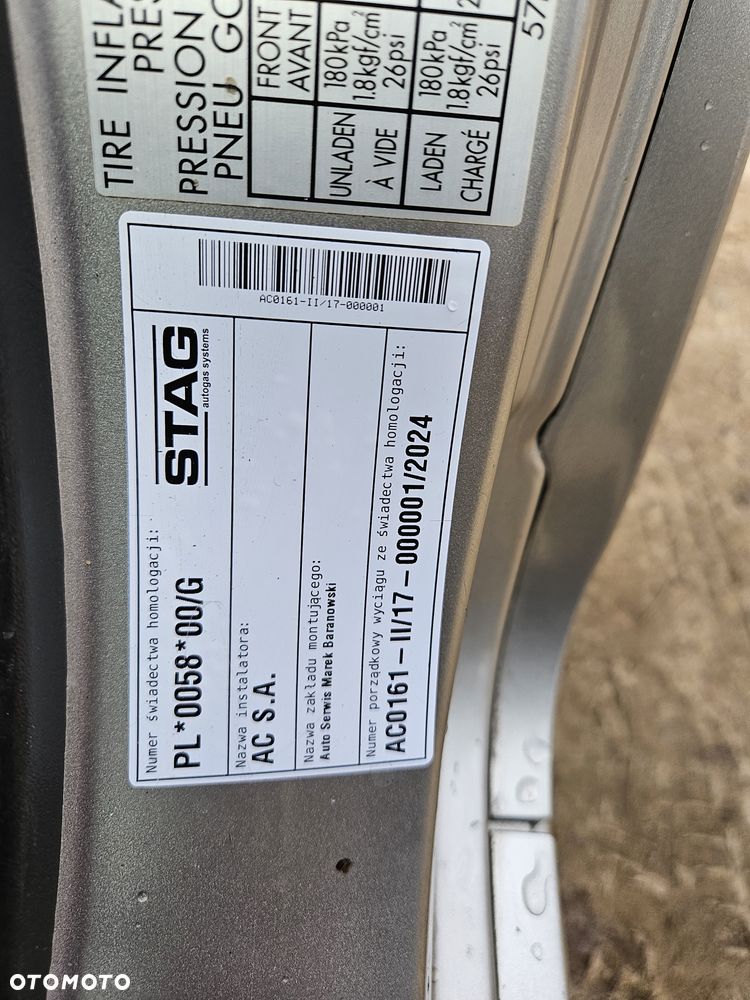 TIRE INFLA
PRES
PRESSION
PNEU GO
FRONT
AVANT
UNLADEN
À VIDE
180kPa
1.8kgf/cm²
26psi
LADEN
CHARGÉ
180kPa
1.8kgf/cm²
26psi
Numer świadectwa homologacji:
PL*0058*00/G
STAG
autogas systems
Nazwa instalatora:
AC S.A.
Nazwa zakładu montującego:
Auto Serwis Marek Baranowski
Numer porządkowy wyciągu ze świadectwa homologacji:
AC0161-II/17-000001/2024
AC0161-II/17-000001
OTOMOTO